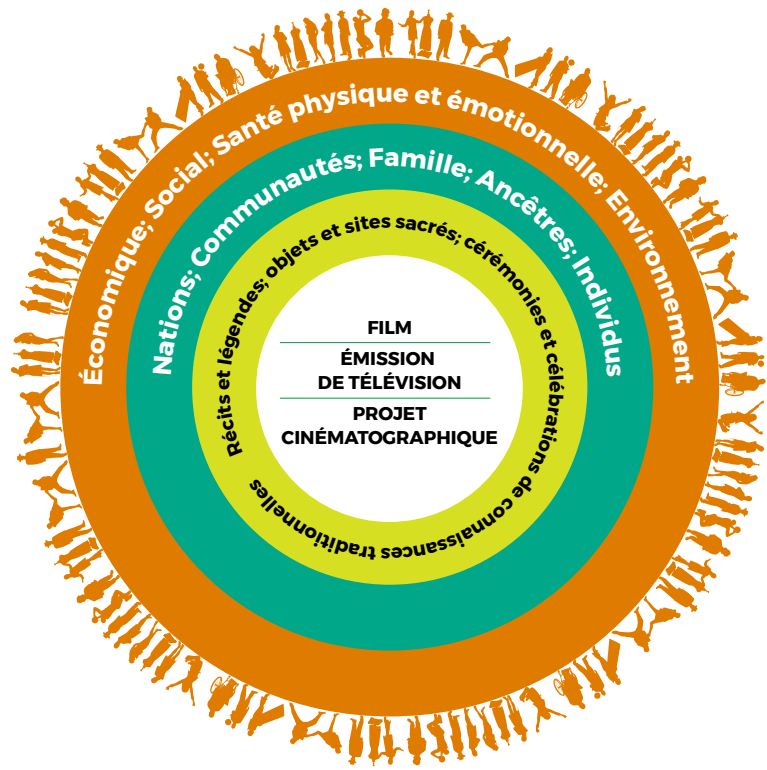 Économique; Social; Santé physique et émotionnelle; Environnement
Nations; Communautés; Famille; Ancêtres; Individus
Récits et légendes; objets et sites sacrés; cérémonies et célébrations de connaissances traditionnelles
FILM
ÉMISSION
DE TÉLÉVISION
PROJET
CINÉMATOGRAPHIQUE